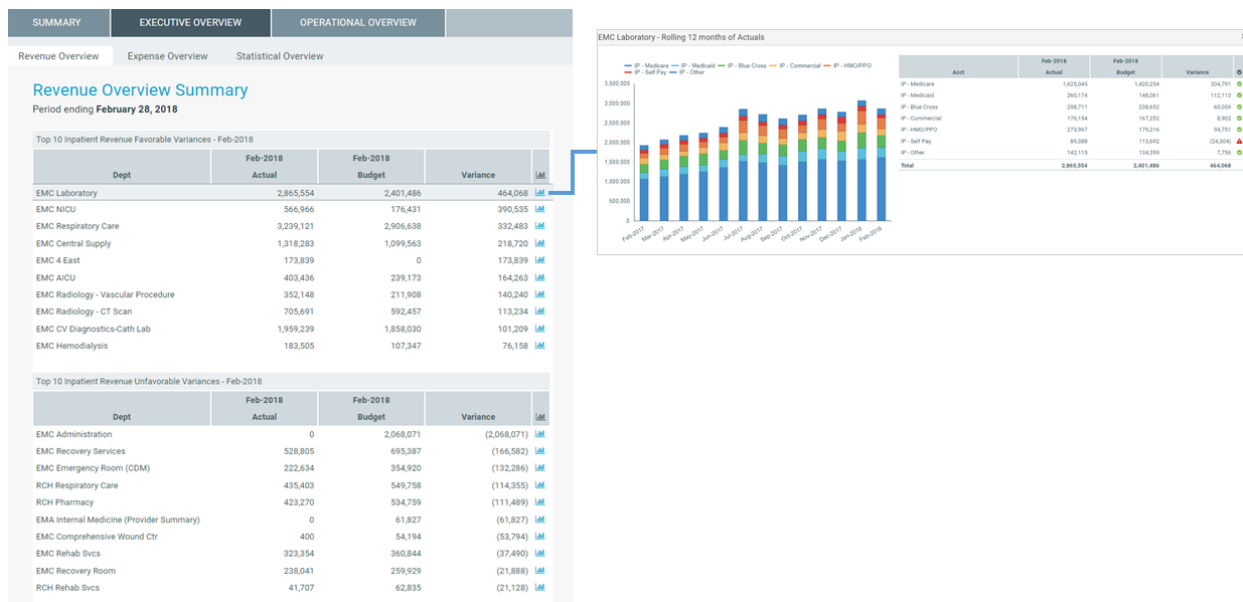 SUMMARY EXECUTIVE OVERVIEW OPERATIONAL OVERVIEW
Revenue Overview Expense Overview Statistical Overview
Revenue Overview Summary
Period ending February 28, 2018
Top 10 Inpatient Revenue Favorable Variances - Feb-2018
Feb-2018 Feb-2018
Dept Actual Budget Variance
EMC Laboratory 2,865,554 2,401,486 464,068
EMC NICU 566,966 176,431 390,535
EMC Respiratory Care 3,239,121 2,906,638 332,483
EMC Central Supply 1,318,283 1,099,563 218,720
EMC 4 East 173,839 0 173,839
EMC AICU 403,436 239,173 164,263
EMC Radiology - Vascular Procedure 352,148 211,908 140,240
EMC Radiology - CT Scan 705,691 592,457 113,234
EMC CV Diagnostics-Cath Lab 1,959,239 1,858,030 101,209
EMC Hemodialysis 183,505 107,347 76,158
Top 10 Inpatient Revenue Unfavorable Variances - Feb-2018
Feb-2018 Feb-2018
Dept Actual Budget Variance
EMC Administration 0 2,068,071 (2,068,071)
EMC Recovery Services 528,805 695,387 (166,582)
EMC Emergency Room (CDM) 222,634 354,920 (132,286)
RCH Respiratory Care 435,403 549,758 (114,355)
RCH Pharmacy 423,270 534,759 (111,489)
EMA Internal Medicine (Provider Summary) 0 61,827 (61,827)
EMC Comprehensive Wound Ctr 400 54,194 (53,794)
EMC Rehab Svcs 323,354 360,844 (37,490)
EMC Recovery Room 238,041 259,929 (21,888)
RCH Rehab Svcs 41,707 62,835 (21,128)
EMC Laboratory - Rolling 12 months of Actuals
IP - Medicare IP - Medicaid IP - Blue Cross IP - Commercial IP - HMO/PPO
IP - Self Pay IP - Other
3,500,000
3,000,000
2,500,000
2,000,000
1,500,000
1,000,000
500,000
0
Feb-2017 Mar-2017 Apr-2017 May-2017 Jun-2017 Jul-2017 Aug-2017 Sep-2017 Oct-2017 Nov-2017 Dec-2017 Jan-2018 Feb-2018
Feb-2018 Feb-2018
Acct Actual Budget Variance
IP - Medicare 1,625,045 1,420,254 204,791
IP - Medicaid 260,174 148,061 112,113
IP - Blue Cross 298,711 238,652 60,059
IP - Commercial 176,154 167,252 8,902
IP - HMO/PPO 273,967 179,216 94,751
IP - Self Pay 89,388 113,692 (24,304)
IP - Other 142,115 134,359 7,756
Total 2,865,554 2,401,486 464,068